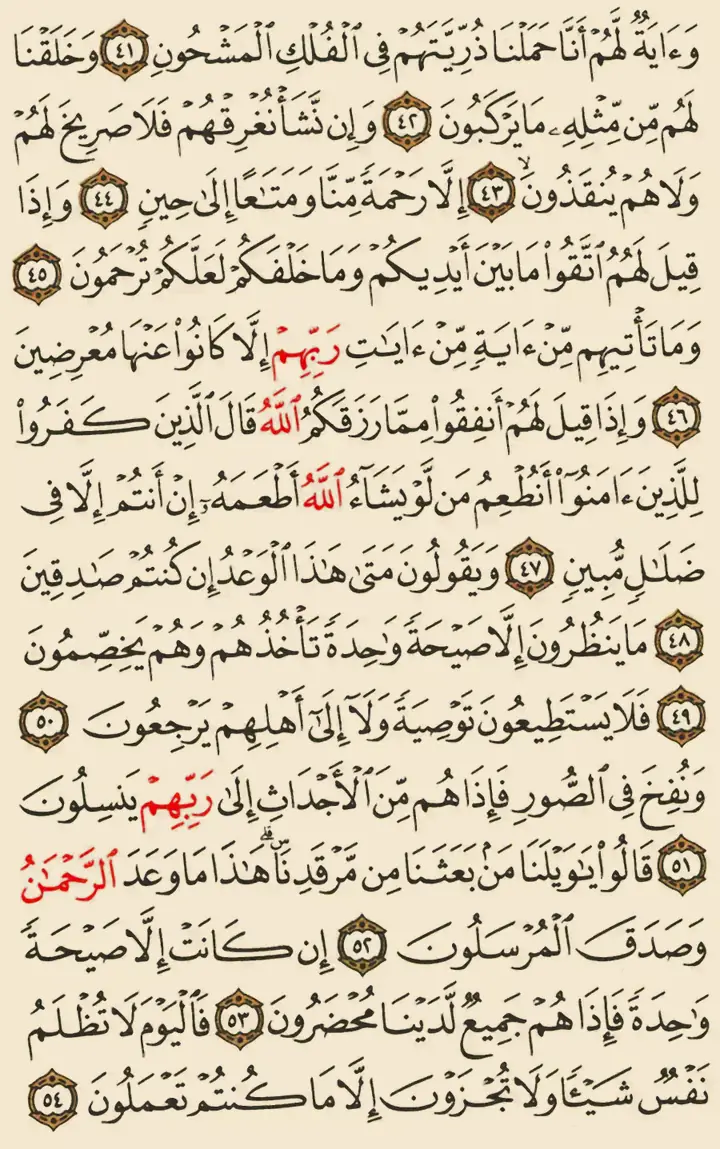 وَءَايَةٌ لَّهُمْ أَنَّا حَمَلْنَا ذُرِّيَّتَهُمْ فِى ٱلْفُلْكِ ٱلْمَشْحُونِ ٤١ وَخَلَقْنَا
لَهُم مِّن مِّثْلِهِۦ مَا يَرْكَبُونَ ٤٢ وَإِن نَّشَأْ نُغْرِقْهُمْ فَلَا صَرِيخَ لَهُمْ
وَلَا هُمْ يُنقَذُونَ ۙ ٤٣ إِلَّا رَحْمَةً مِّنَّا وَمَتَـٰعًا إِلَىٰ حِينٍ ٤٤ وَإِذَا
قِيلَ لَهُمُ ٱتَّقُوا۟ مَا بَيْنَ أَيْدِيكُمْ وَمَا خَلْفَكُمْ لَعَلَّكُمْ تُرْحَمُونَ ٤٥
وَمَا تَأْتِيهِم مِّنْ ءَايَةٍ مِّنْ ءَايَـٰتِ رَبِّهِمْ إِلَّا كَانُوا۟ عَنْهَا مُعْرِضِينَ
٤٦ وَإِذَا قِيلَ لَهُمْ أَنفِقُوا۟ مِمَّا رَزَقَكُمُ ٱللَّهُ قَالَ ٱلَّذِينَ كَفَرُوا۟
لِلَّذِينَ ءَامَنُوٓا۟ أَنُطْعِمُ مَن لَّوْ يَشَآءُ ٱللَّهُ أَطْعَمَهُۥٓ إِنْ أَنتُمْ إِلَّا فِى
ضَلَـٰلٍ مُّبِينٍ ٤٧ وَيَقُولُونَ مَتَىٰ هَـٰذَا ٱلْوَعْدُ إِن كُنتُمْ صَـٰدِقِينَ
٤٨ مَا يَنظُرُونَ إِلَّا صَيْحَةً وَٰحِدَةً تَأْخُذُهُمْ وَهُمْ يَخِصِّمُونَ
٤٩ فَلَا يَسْتَطِيعُونَ تَوْصِيَةً وَلَآ إِلَىٰٓ أَهْلِهِمْ يَرْجِعُونَ ٥٠
وَنُفِخَ فِى ٱلصُّورِ فَإِذَا هُم مِّنَ ٱلْأَجْدَاثِ إِلَىٰ رَبِّهِمْ يَنسِلُونَ
٥١ قَالُوا۟ يَـٰوَيْلَنَا مَنۢ بَعَثَنَا مِن مَّرْقَدِنَا ۜ ۗ هَـٰذَا مَا وَعَدَ ٱلرَّحْمَـٰنُ
وَصَدَقَ ٱلْمُرْسَلُونَ ٥٢ إِن كَانَتْ إِلَّا صَيْحَةً
وَٰحِدَةً فَإِذَا هُمْ جَمِيعٌ لَّدَيْنَا مُحْضَرُونَ ٥٣ فَٱلْيَوْمَ لَا تُظْلَمُ
نَفْسٌ شَيْـًٔا وَلَا تُجْزَوْنَ إِلَّا مَا كُنتُمْ تَعْمَلُونَ ٥٤